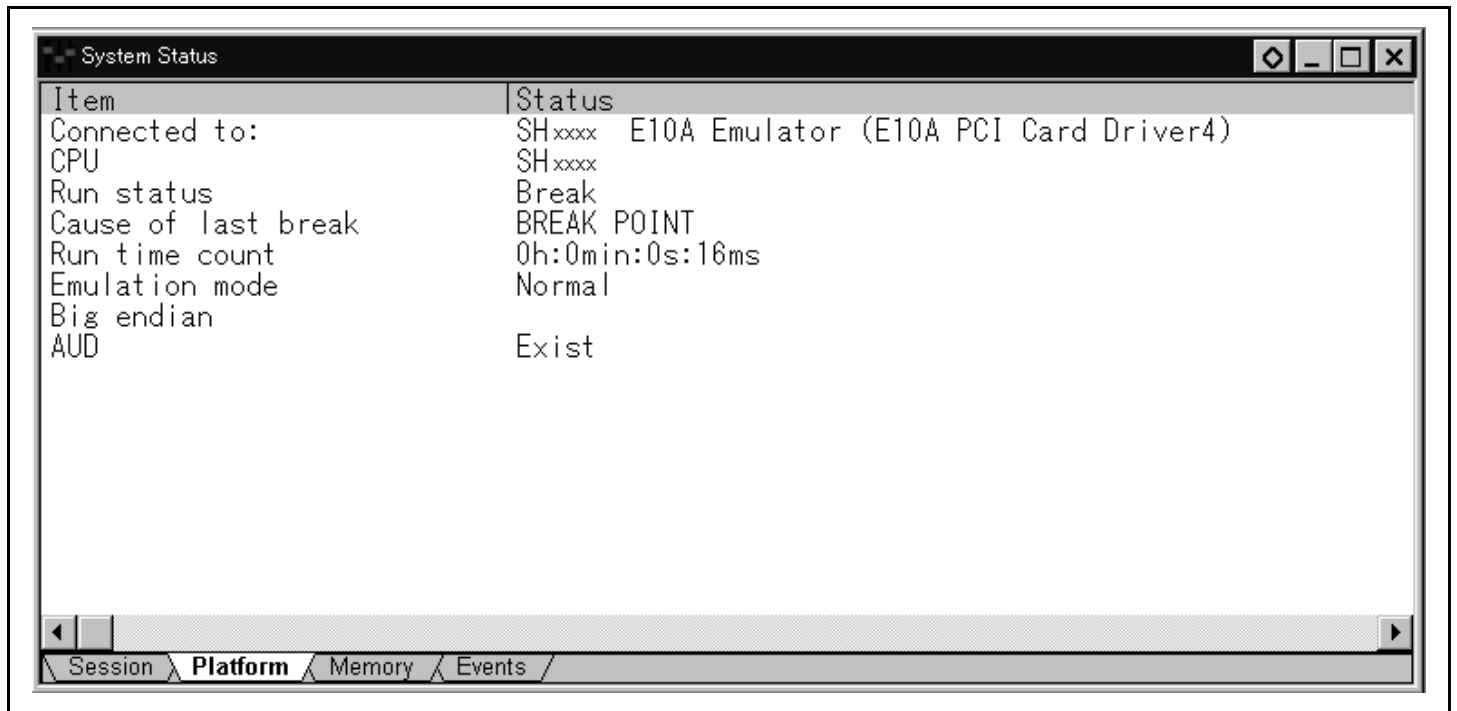 System Status
Item Status
Connected to: SHxxxx E10A Emulator (E10A PCI Card Driver4)
CPU SHxxxx
Run status Break
Cause of last break BREAK POINT
Run time count 0h:0min:0s:16ms
Emulation mode Normal
Big endian
AUD Exist
Session Platform Memory Events